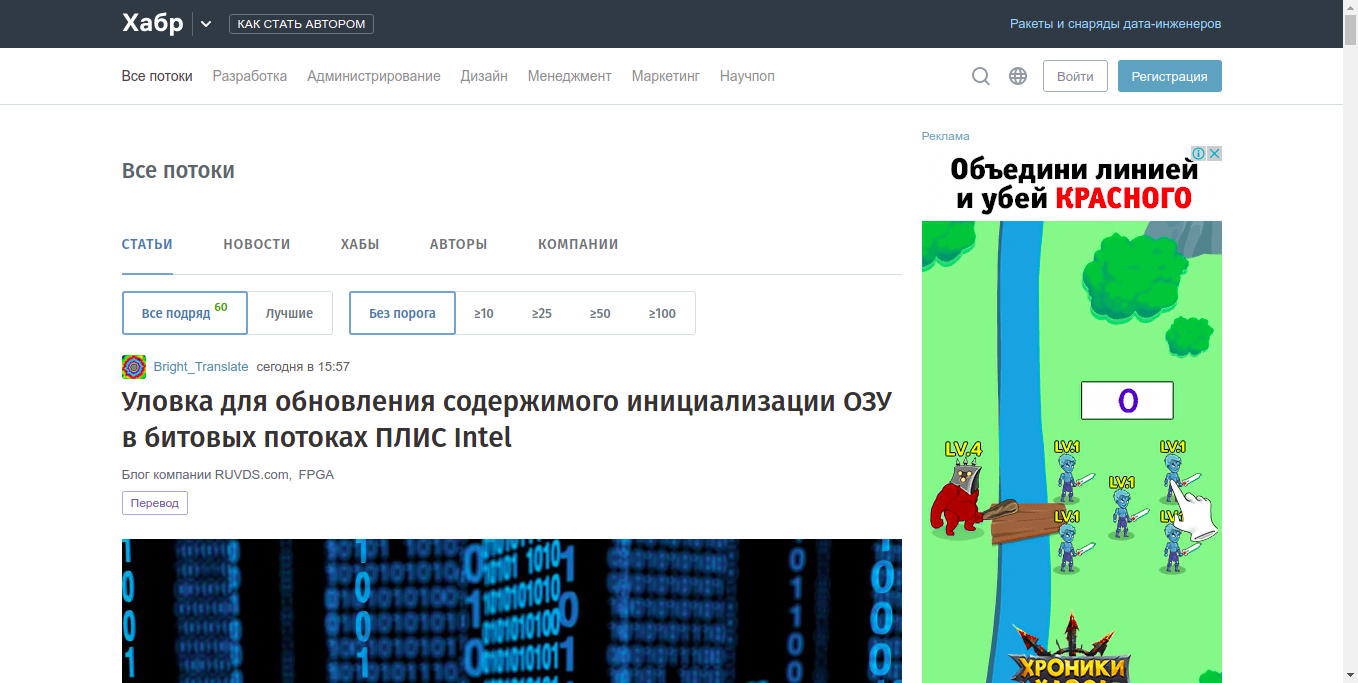 Хабр
КАК СТАТЬ АВТОРОМ
Ракеты и снаряды дата-инженеров
Все потоки Разработка Администрирование Дизайн Менеджмент Маркетинг Научпоп
Войти
Регистрация
Все потоки
СТАТЬИ НОВОСТИ ХАБЫ АВТОРЫ КОМПАНИИ
Все подряд 60 Лучшие
Без порога ≥10 ≥25 ≥50 ≥100
Bright_Translate сегодня в 15:57
Уловка для обновления содержимого инициализации ОЗУ
в битовых потоках ПЛИС Intel
Блог компании RUVDS.com, FPGA
Перевод
Реклама
Объедини линией
и убей КРАСНОГО
0
LV.4
LV.1
LV.1
LV.1
LV.1
LV.1
ХРОНИКИ